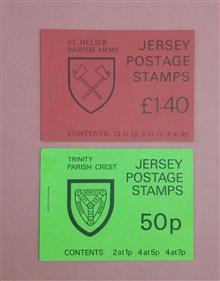 ST. HELIER
PARISH ARMS
JERSEY
POSTAGE
STAMPS
£1·40
CONTENTS: 12 at 1p 8 at 7p 8 at 9p
TRINITY
PARISH CREST
JERSEY
POSTAGE
STAMPS
50p
CONTENTS 2 at 1p 4 at 5p 4 at 7p